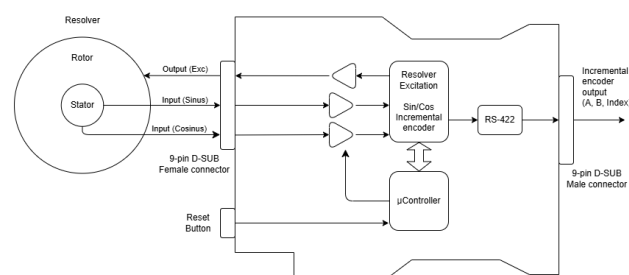 Resolver
Rotor
Stator
Output (Exc)
Input (Sinus)
Input (Cosinus)
9-pin D-SUB
Female connector
Reset
Button
Resolver
Excitation
Sin/Cos
Incremental
encoder
µController
RS-422
Incremental
encoder
output
(A, B, Index)
9-pin D-SUB
Male connector